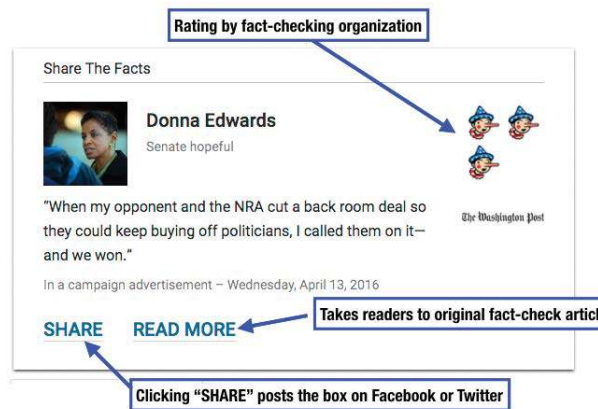 Rating by fact-checking organization
Share The Facts
Donna Edwards
Senate hopeful
The Washington Post
“When my opponent and the NRA cut a back room deal so
they could keep buying off politicians, I called them on it—
and we won.“
In a campaign advertisement – Wednesday, April 13, 2016
SHARE READ MORE
Takes readers to original fact-check articl
Clicking “SHARE” posts the box on Facebook or Twitter